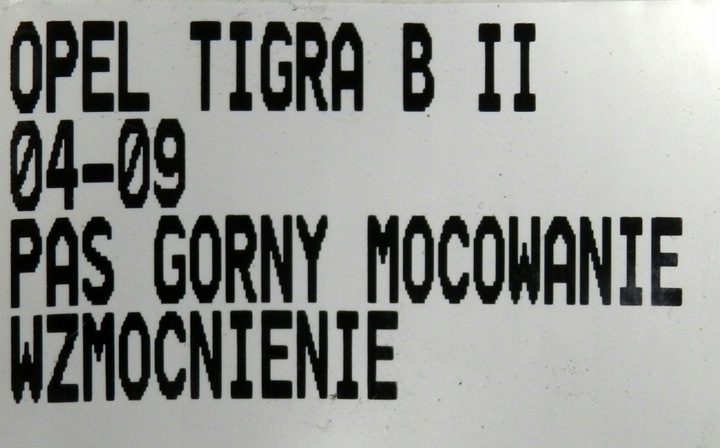 OPEL TIGRA B II
04-09
PAS GORNY MOCOWANIE
WZMOCNIENIE